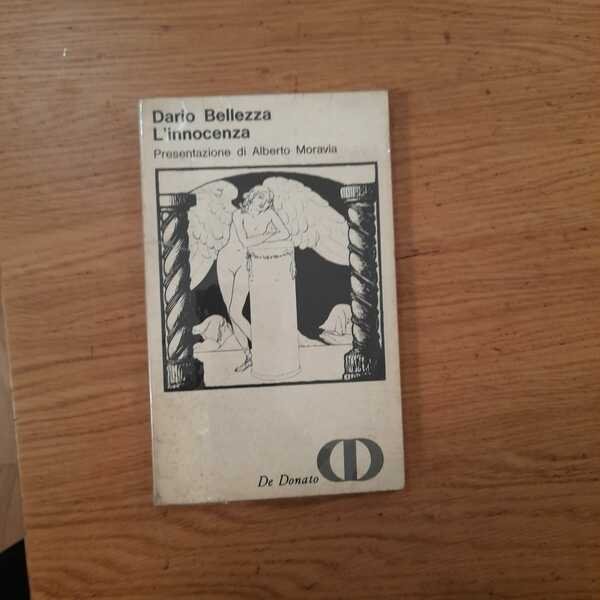 Dario Bellezza
L'innocenza
Presentazione di Alberto Moravia
De Donato